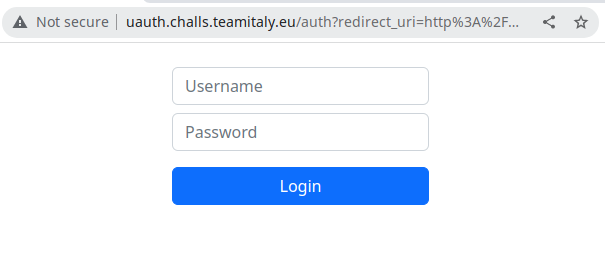 Not secure | uauth.challs.teamitaly.eu/auth?redirect_uri=http%3A%2F...
Username
Password
Login